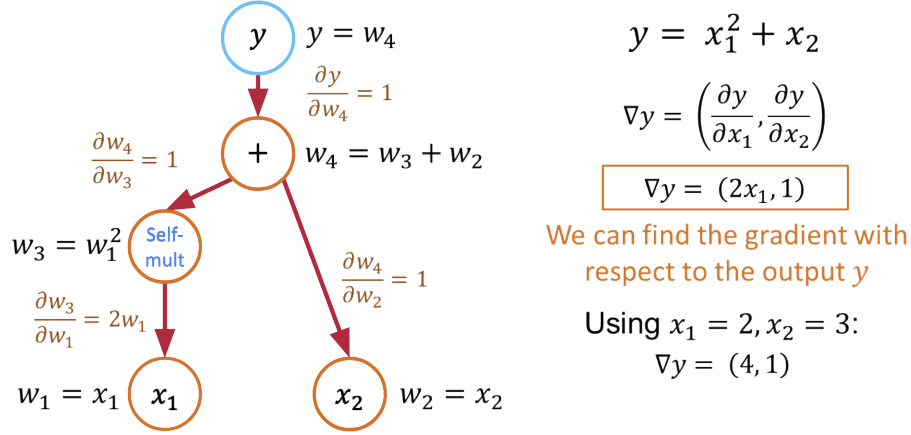 y
y = w₄
∂y/∂w₄ = 1
∂w₄/∂w₃ = 1
+
w₄ = w₃ + w₂
w₃ = w₁²
Self-
mult
∂w₄/∂w₂ = 1
∂w₃/∂w₁ = 2w₁
w₁ = x₁
x₁
x₂
w₂ = x₂
y = x₁² + x₂
∇y = (∂y/∂x₁, ∂y/∂x₂)
∇y = (2x₁, 1)
We can find the gradient with
respect to the output y
Using x₁ = 2, x₂ = 3:
∇y = (4, 1)